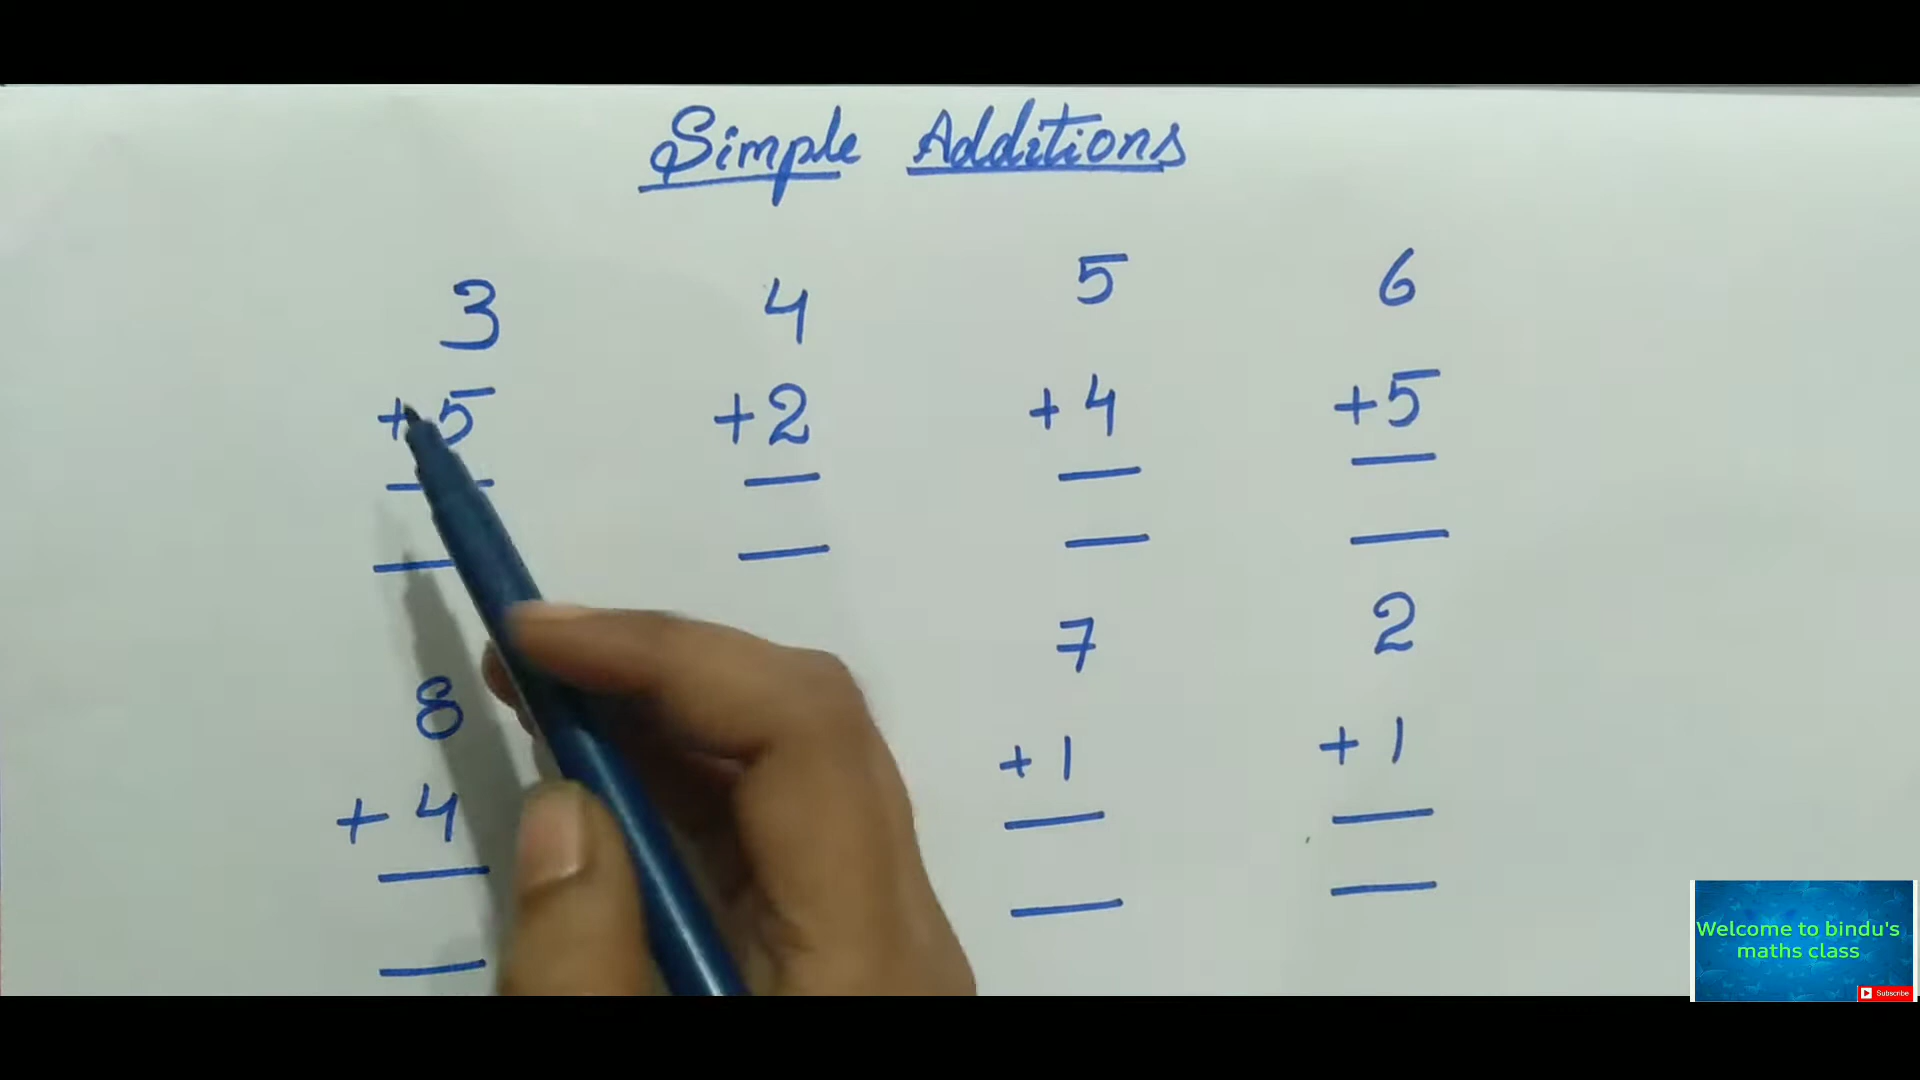 Simple Additions
3 4 5 6
+5 +2 +4 +5
8 7 2
+ 4 + 1 + 1
Welcome to bindu's
maths class
Subscribe